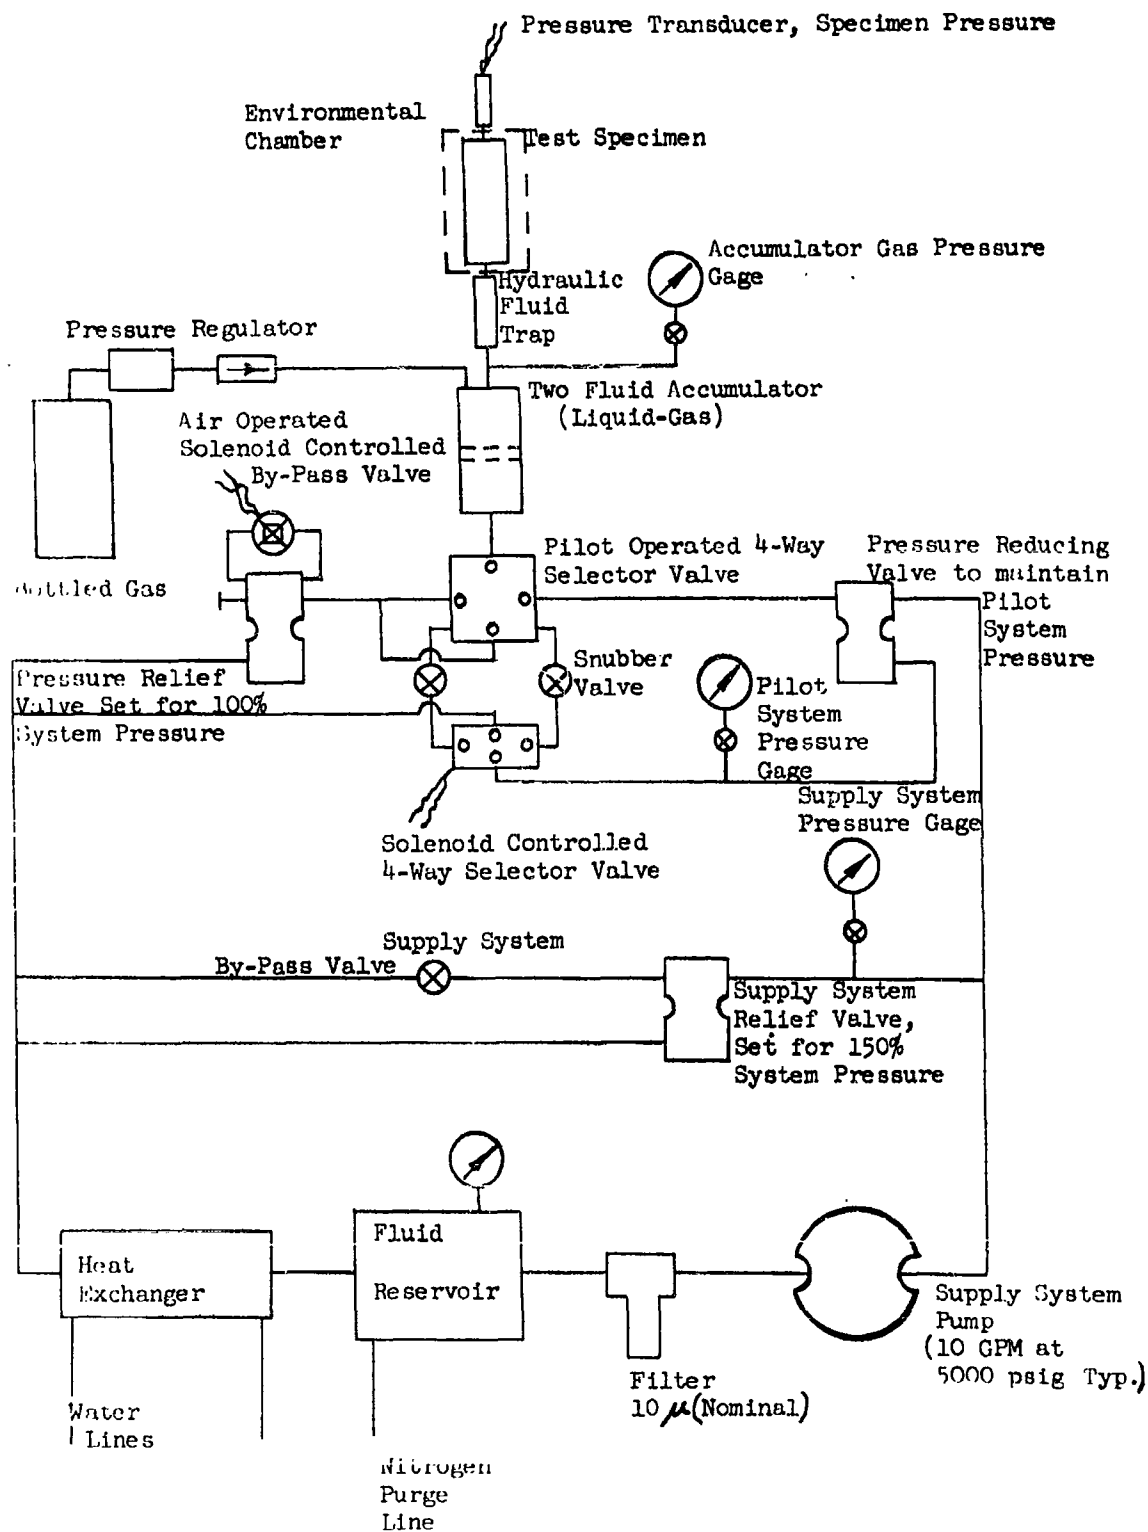 Pressure Transducer, Specimen Pressure
Environmental
Chamber
Test Specimen
Accumulator Gas Pressure
Gage
Hydraulic
Fluid
Trap
Pressure Regulator
Two Fluid Accumulator
(Liquid-Gas)
Air Operated
Solenoid Controlled
By-Pass Valve
Pilot Operated 4-Way
Selector Valve
Pressure Reducing
Valve to maintain
Pilot
System
Pressure
Bottled Gas
Snubber
Valve
Pressure Relief
Valve Set for 100%
System Pressure
Pilot
System
Pressure
Gage
Supply System
Pressure Gage
Solenoid Controlled
4-Way Selector Valve
Supply System
By-Pass Valve
Supply System
Relief Valve,
Set for 150%
System Pressure
Fluid
Reservoir
Heat
Exchanger
Supply System
Pump
(10 GPM at
5000 psig Typ.)
Filter
10 μ(Nominal)
Water
Lines
Nitrogen
Purge
Line